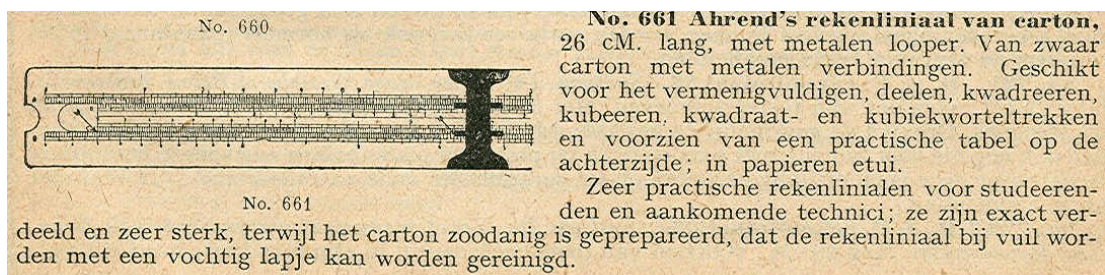 No. 660
No. 661 Ahrend's rekenliniaal van carton,
26 cM. lang, met metalen looper. Van zwaar
carton met metalen verbindingen. Geschikt
voor het vermenigvuldigen, deelen, kwadreeren,
kubeeren, kwadraat- en kubiekworteltrekken
en voorzien van een practische tabel op de
achterzijde; in papieren etui.
Zeer practische rekenlinialen voor studeeren-
den en aankomende technici; ze zijn exact ver-
No. 661
deeld en zeer sterk, terwijl het carton zoodanig is geprepareerd, dat de rekenliniaal bij vuil wor-
den met een vochtig lapje kan worden gereinigd.